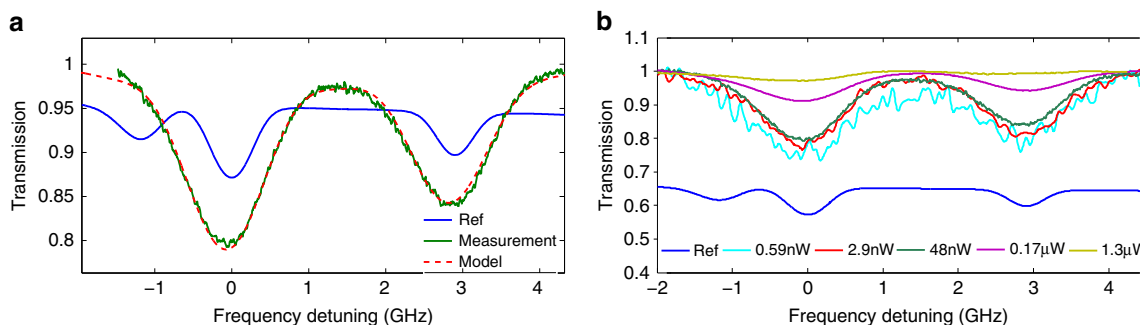 a
Transmission
1
0.95
0.9
0.85
0.8
Ref
Measurement
Model
−1
0
1
2
3
4
Frequency detuning (GHz)
b
Transmission
1.1
1
0.9
0.8
0.7
0.6
0.5
0.4
Ref 0.59nW 2.9nW 48nW 0.17μW 1.3μW
−2
−1
0
1
2
3
4
Frequency detuning (GHz)